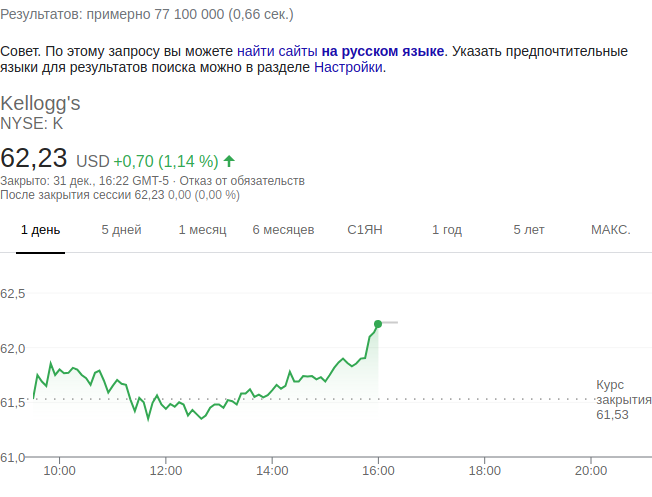 Результатов: примерно 77 100 000 (0,66 сек.)
Совет. По этому запросу вы можете найти сайты на русском языке. Указать предпочтительные
языки для результатов поиска можно в разделе Настройки.
Kellogg's
NYSE: K
62,23 USD +0,70 (1,14 %)
Закрыто: 31 дек., 16:22 GMT-5 · Отказ от обязательств
После закрытия сессии 62,23 0,00 (0,00 %)
1 день 5 дней 1 месяц 6 месяцев С1ЯН 1 год 5 лет МАКС.
62,5
62,0
61,5
61,0
Курс
закрытия
61,53
10:00 12:00 14:00 16:00 18:00 20:00